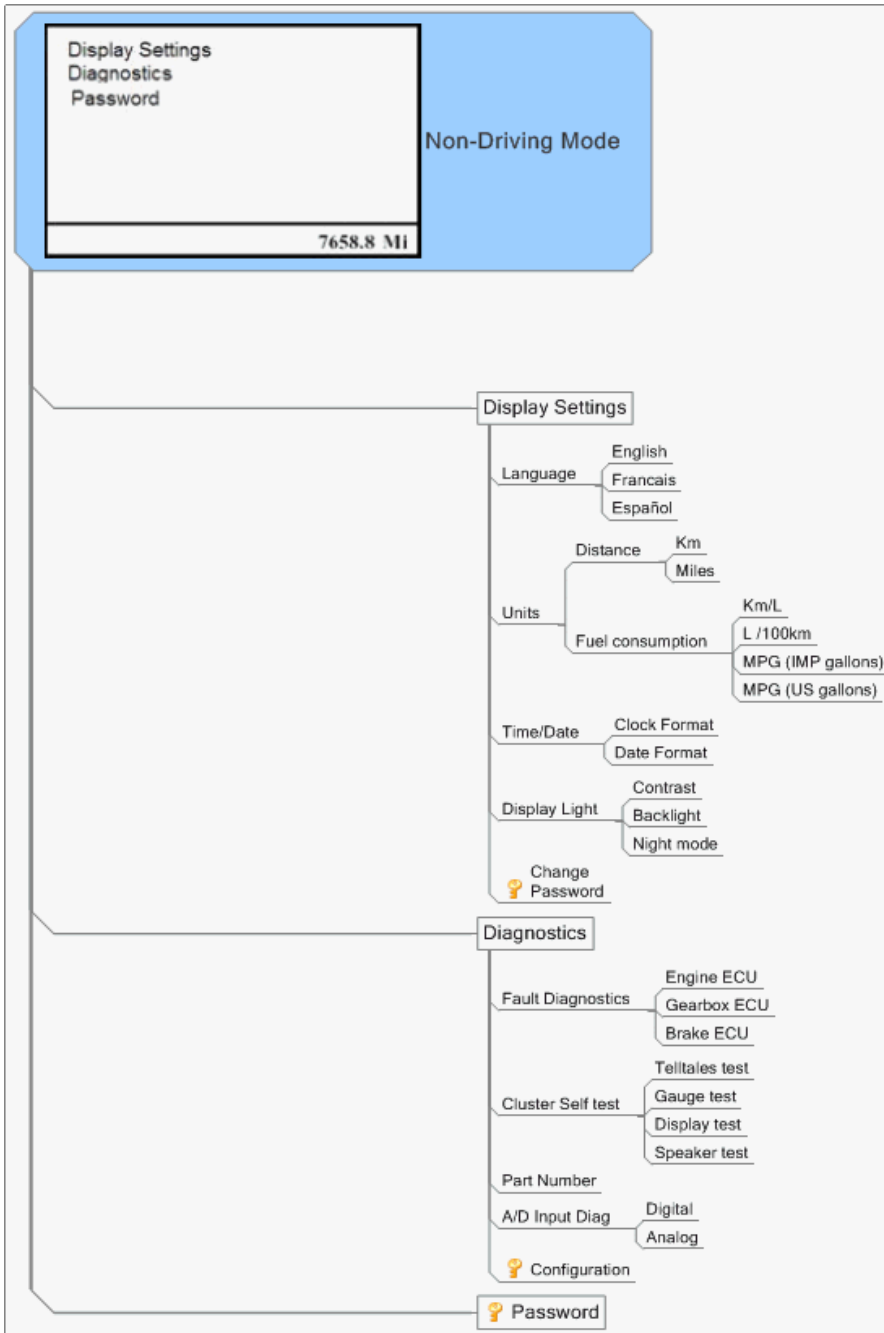 Display Settings
Diagnostics
Password
Non-Driving Mode
7658.8 Mi
Display Settings
Language
English
Francais
Español
Units
Distance
Km
Miles
Fuel consumption
Km/L
L /100km
MPG (IMP gallons)
MPG (US gallons)
Time/Date
Clock Format
Date Format
Display Light
Contrast
Backlight
Night mode
Change
Password
Diagnostics
Fault Diagnostics
Engine ECU
Gearbox ECU
Brake ECU
Cluster Self test
Telltales test
Gauge test
Display test
Speaker test
Part Number
A/D Input Diag
Digital
Analog
Configuration
Password